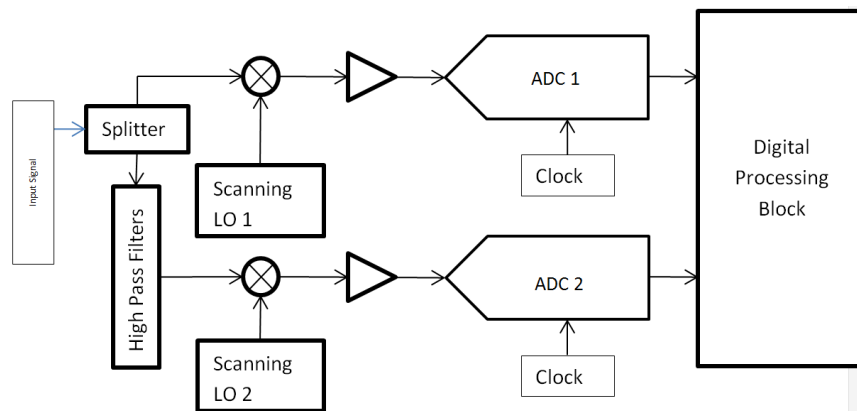 Input Signal
Splitter
High Pass Filters
Scanning
LO 1
Scanning
LO 2
ADC 1
Clock
ADC 2
Clock
Digital
Processing
Block